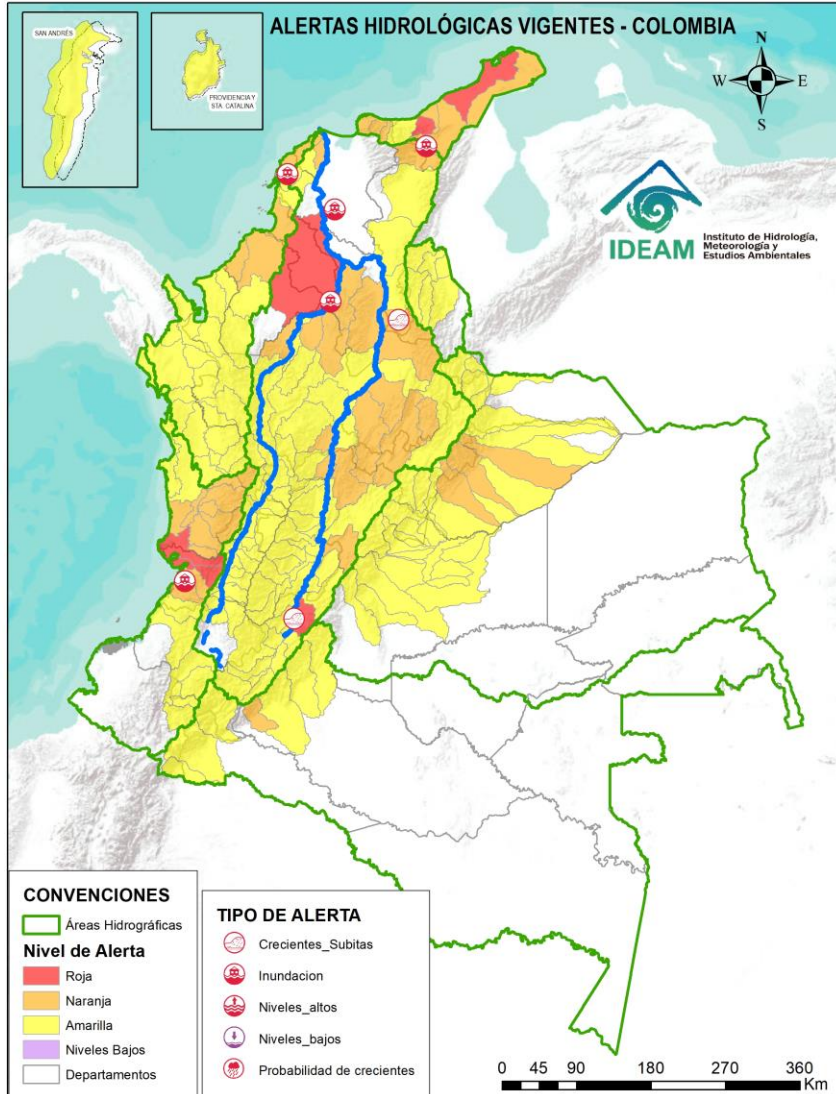 ALERTAS HIDROLÓGICAS VIGENTES - COLOMBIA
SAN ANDRÉS
PROVIDENCIA Y
STA. CATALINA
N
W
E
S
IDEAM
Instituto de Hidrología,
Meteorología y
Estudios Ambientales
CONVENCIONES
Áreas Hidrográficas
Nivel de Alerta
Roja
Naranja
Amarilla
Niveles Bajos
Departamentos
TIPO DE ALERTA
Crecientes_Subitas
Inundacion
Niveles_altos
Niveles_bajos
Probabilidad de crecientes
0 45 90 180 270 360
Km